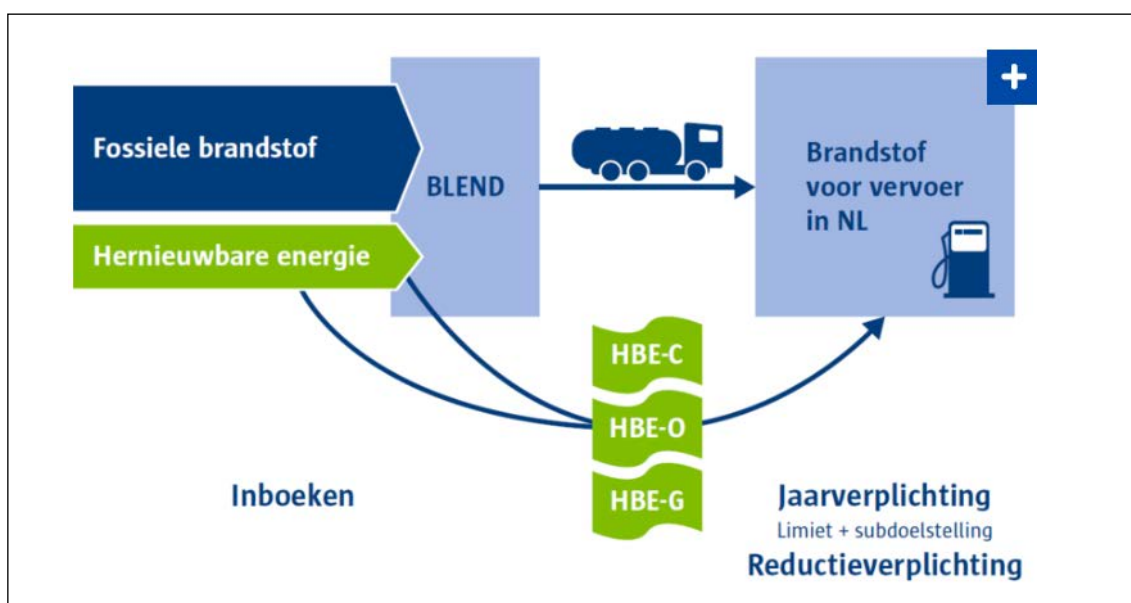 Fossiele brandstof
Hernieuwbare energie
BLEND
Brandstof
voor vervoer
in NL
HBE-C
HBE-O
HBE-G
Inboeken
Jaarverplichting
Limiet + subdoelstelling
Reductieverplichting